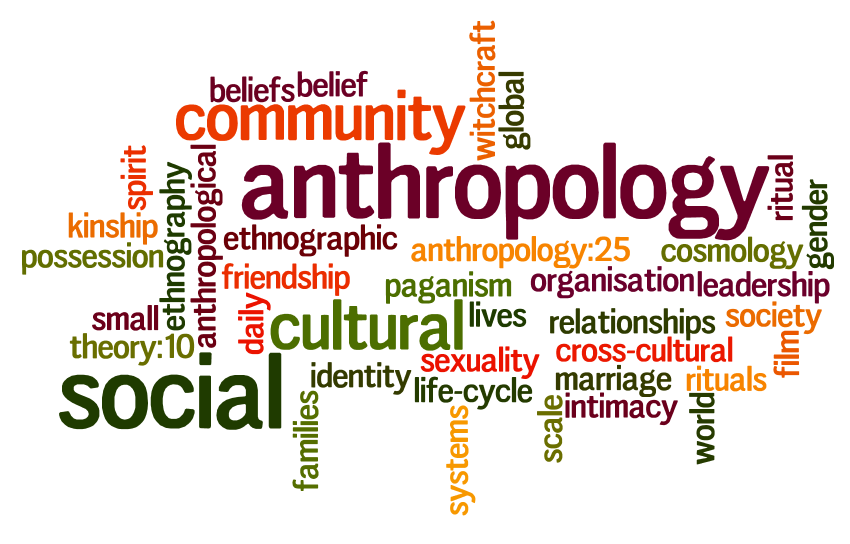 witchcraft
global
beliefs
belief
community
anthropology
spirit
ritual
gender
kinship
ethnography
anthropological
ethnographic
possession
anthropology:25
cosmology
friendship
paganism
organisation
leadership
small
daily
cultural
lives
relationships
society
theory:10
sexuality
cross-cultural
film
social
identity
life-cycle
marriage
rituals
families
systems
scale
intimacy
world